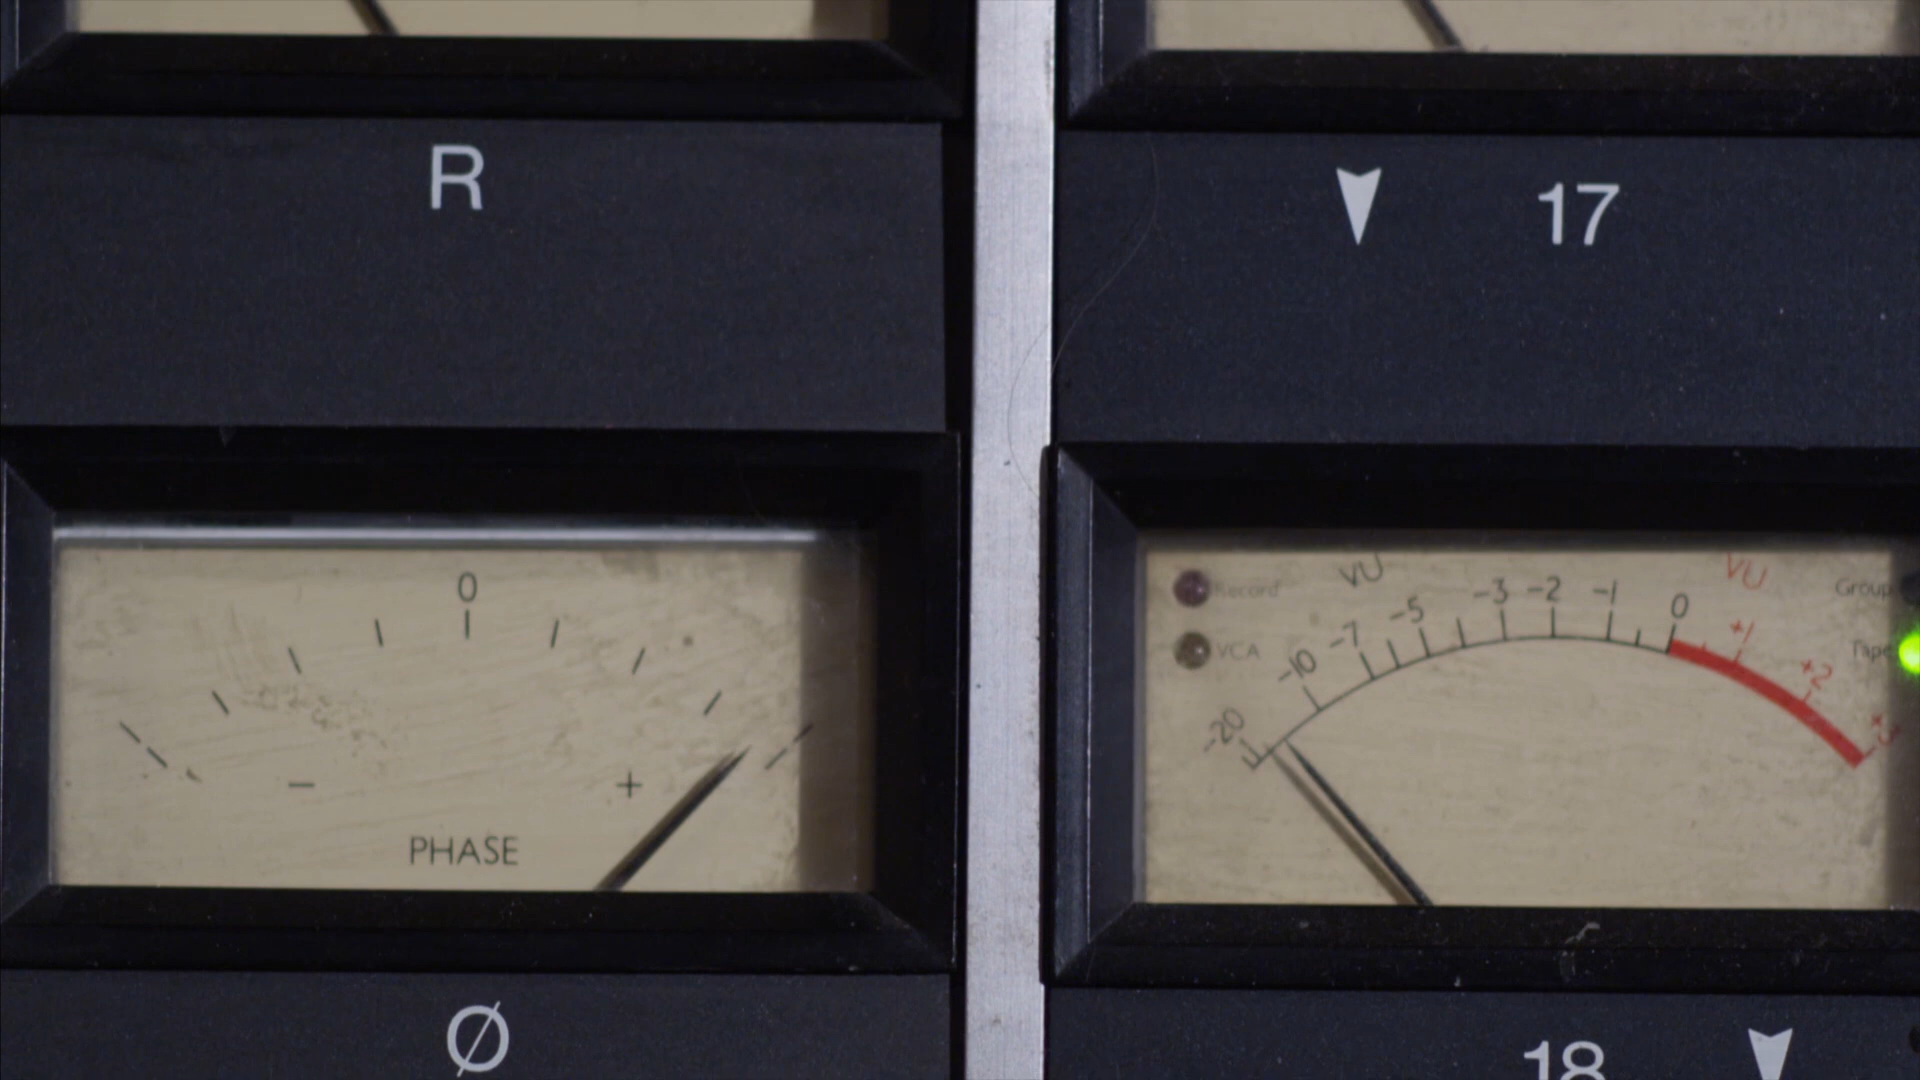 R
17
0
- +
PHASE
Ø
VU VU
Record Group
VCA Tape
-20 -10 -7 -5 -3 -2 -1 0 +1 +2 +3
18